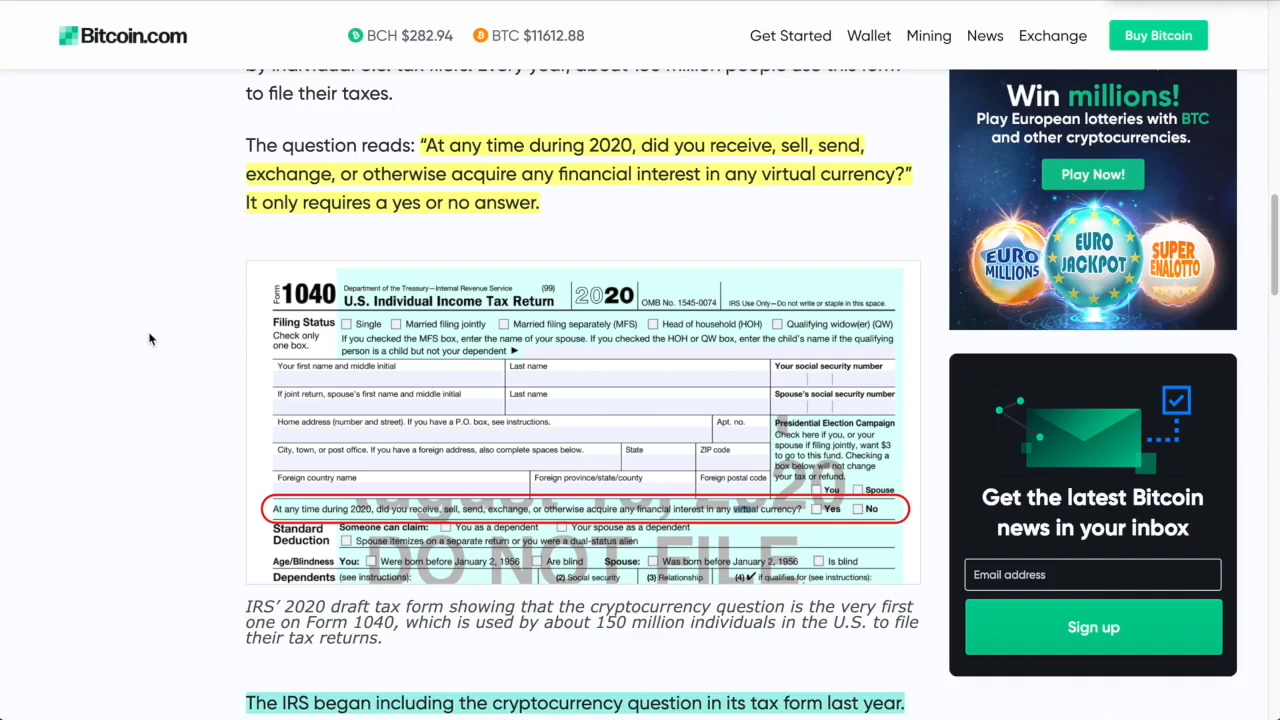 Bitcoin.com
BCH $282.94
BTC $11612.88
Get Started
Wallet
Mining
News
Exchange
Buy Bitcoin
to file their taxes.
The question reads: “At any time during 2020, did you receive, sell, send,
exchange, or otherwise acquire any financial interest in any virtual currency?”
It only requires a yes or no answer.
Form 1040
Department of the Treasury—Internal Revenue Service
(99)
U.S. Individual Income Tax Return
2020
OMB No. 1545-0074
IRS Use Only—Do not write or staple in this space.
Filing Status
Check only
one box.
Single
Married filing jointly
Married filing separately (MFS)
Head of household (HOH)
Qualifying widow(er) (QW)
If you checked the MFS box, enter the name of your spouse. If you checked the HOH or QW box, enter the child's name if the qualifying
person is a child but not your dependent ▶
Your first name and middle initial
Last name
Your social security number
If joint return, spouse's first name and middle initial
Last name
Spouse's social security number
Home address (number and street). If you have a P.O. box, see instructions.
Apt. no.
City, town, or post office. If you have a foreign address, also complete spaces below.
State
ZIP code
Foreign country name
Foreign province/state/county
Foreign postal code
Presidential Election Campaign
Check here if you, or your
spouse if filing jointly, want $3
to go to this fund. Checking a
box below will not change
your tax or refund.
You
Spouse
At any time during 2020, did you receive, sell, send, exchange, or otherwise acquire any financial interest in any virtual currency?
Yes
No
Standard
Deduction
Someone can claim:
You as a dependent
Your spouse as a dependent
Spouse itemizes on a separate return or you were a dual-status alien
Age/Blindness
You:
Were born before January 2, 1956
Are blind
Spouse:
Was born before January 2, 1956
Is blind
Dependents
(see instructions):
(2) Social security
(3) Relationship
(4) ✔ if qualifies for (see instructions):
2020
DO NOT FILE
IRS’ 2020 draft tax form showing that the cryptocurrency question is the very first
one on Form 1040, which is used by about 150 million individuals in the U.S. to file
their tax returns.
The IRS began including the cryptocurrency question in its tax form last year.
Win millions!
Play European lotteries with BTC
and other cryptocurrencies.
Play Now!
EURO
MILLIONS
EURO
JACKPOT
SUPER
ENALOTTO
Get the latest Bitcoin
news in your inbox
Email address
Sign up